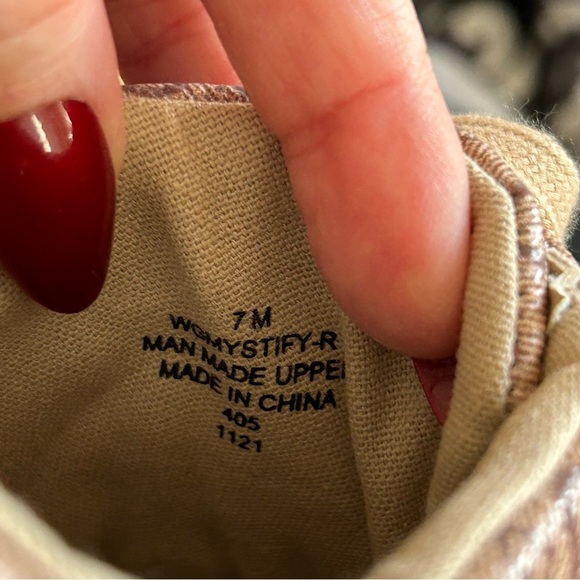 7 M
WGMYSTIFY-R
MAN MADE UPPER
MADE IN CHINA
405
1121